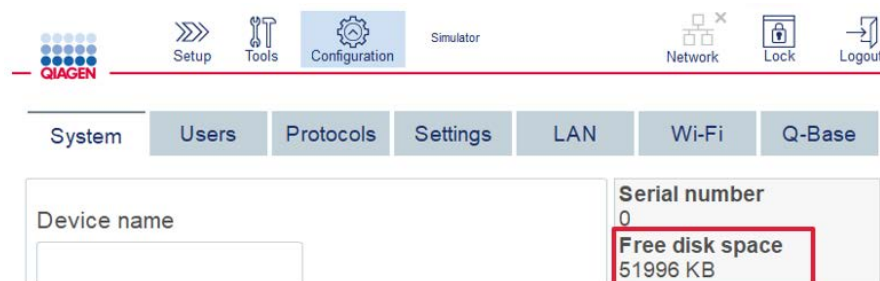 QIAGEN
Setup
Tools
Configuration
Simulator
Network
Lock
Logout
System
Users
Protocols
Settings
LAN
Wi-Fi
Q-Base
Device name
Serial number
0
Free disk space
51996 KB